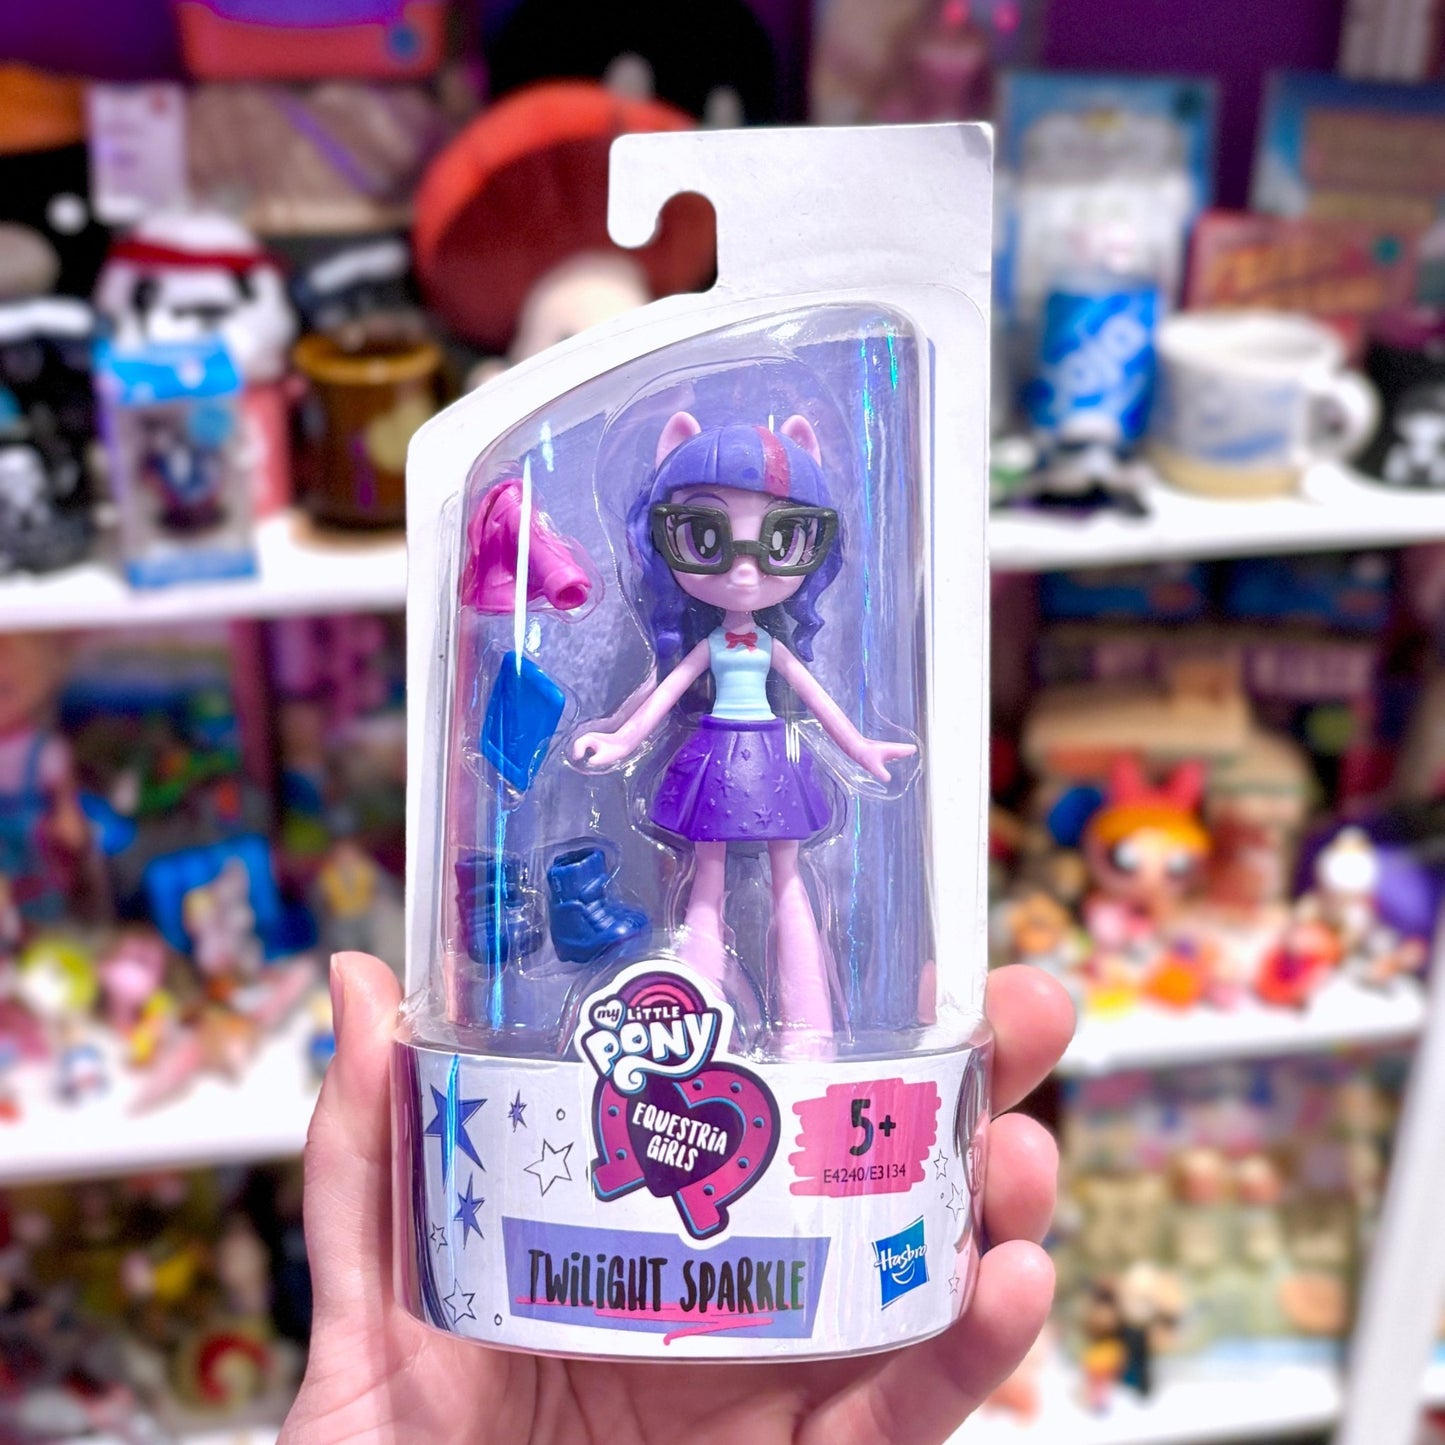 my LiTTLE
PONY
EQUESTRiA
GiRLS
5+
E4240/E3134
TWiLiGHT SPARKLE
Hasbro